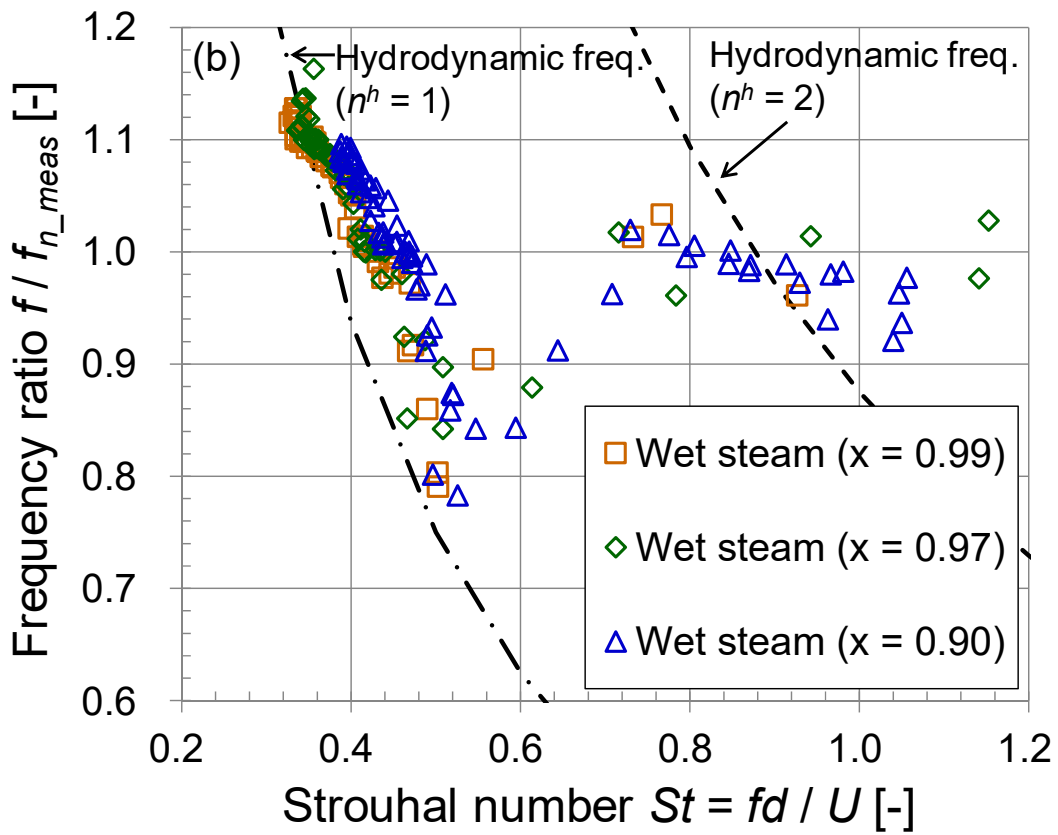 (b)
Hydrodynamic freq.
(n^h = 1)
Hydrodynamic freq.
(n^h = 2)
1.2
1.1
1.0
0.9
0.8
0.7
0.6
Frequency ratio f / f_{n_meas} [-]
Wet steam (x = 0.99)
Wet steam (x = 0.97)
Wet steam (x = 0.90)
0.2 0.4 0.6 0.8 1.0 1.2
Strouhal number St = fd / U [-]